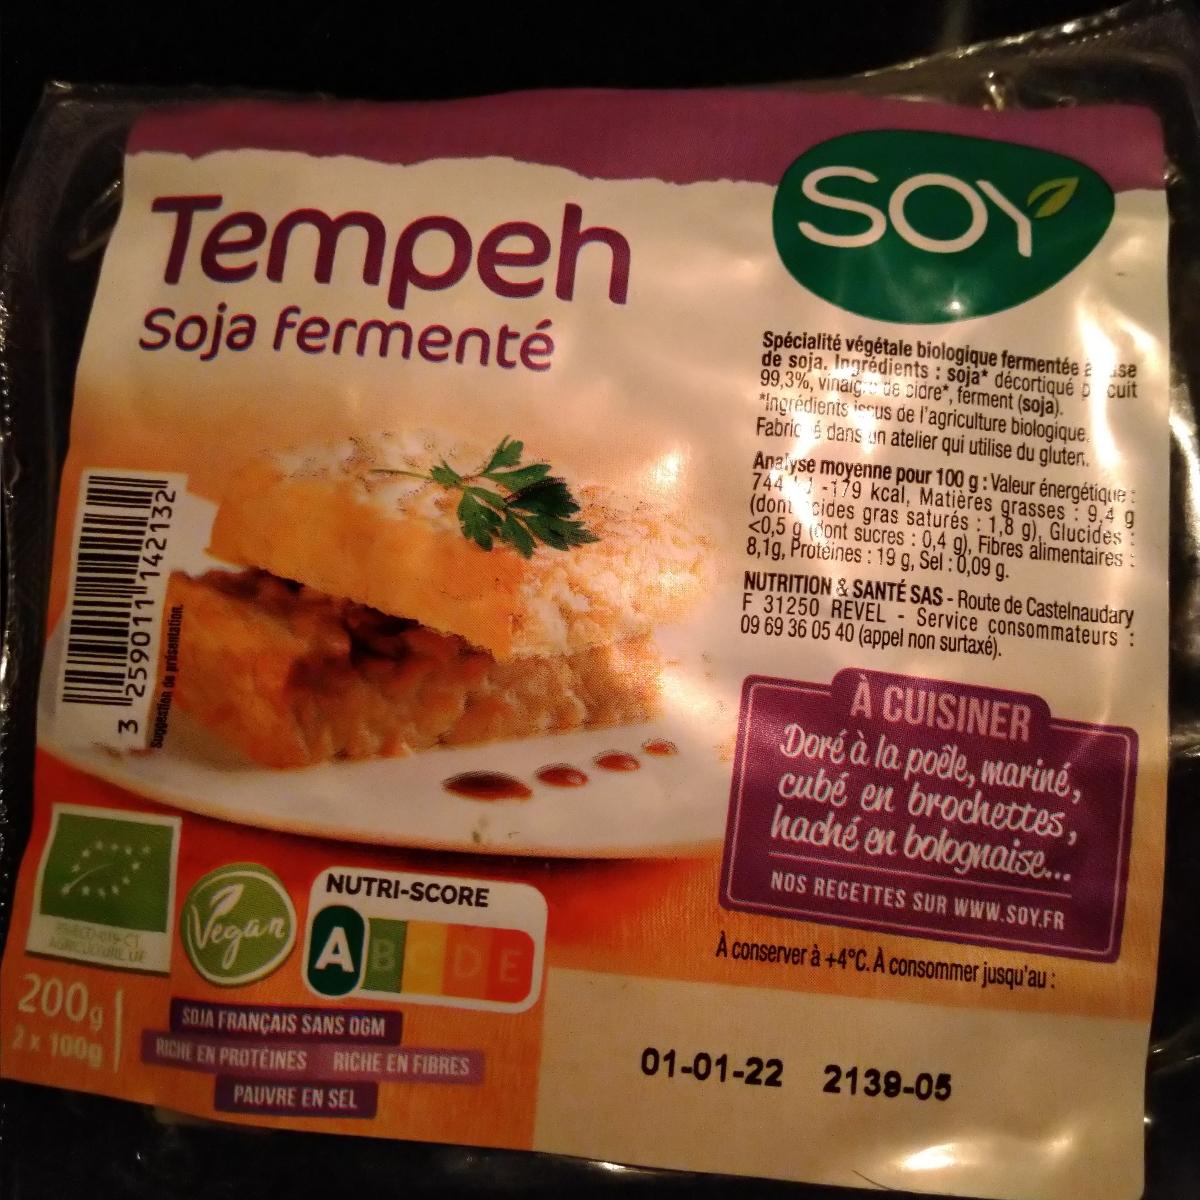 SOY
Tempeh
Soja fermenté
Spécialité végétale biologique fermentée à
de soja. Ingrédients : soja* décortiqué cuit
99,3%, vinaigre de cidre*, ferment (soja).
*Ingrédients issus de l'agriculture biologique.
Fabriqué dans un atelier qui utilise du gluten.
Analyse moyenne pour 100 g : Valeur énergétique :
744 kJ -179 kcal, Matières grasses : 9,4 g
(dont acides gras saturés : 1,8 g), Glucides :
<0,5 g (dont sucres : 0,4 g), Fibres alimentaires :
8,1g, Protéines : 19 g, Sel : 0,09 g.
NUTRITION & SANTÉ SAS - Route de Castelnaudary
F 31250 REVEL - Service consommateurs :
09 69 36 05 40 (appel non surtaxé).
3 259011 142132
Suggestion de présentation.
À CUISINER
Doré à la poêle, mariné,
cubé en brochettes,
haché en bolognaise...
NOS RECETTES SUR WWW.SOY.FR
AGRICULTURE UE
Vegan
NUTRI-SCORE
A B C D E
200g
2 x 100g
SOJA FRANÇAIS SANS OGM
RICHE EN PROTÉINES RICHE EN FIBRES
PAUVRE EN SEL
À conserver à +4°C. À consommer jusqu'au :
01-01-22 2139-05